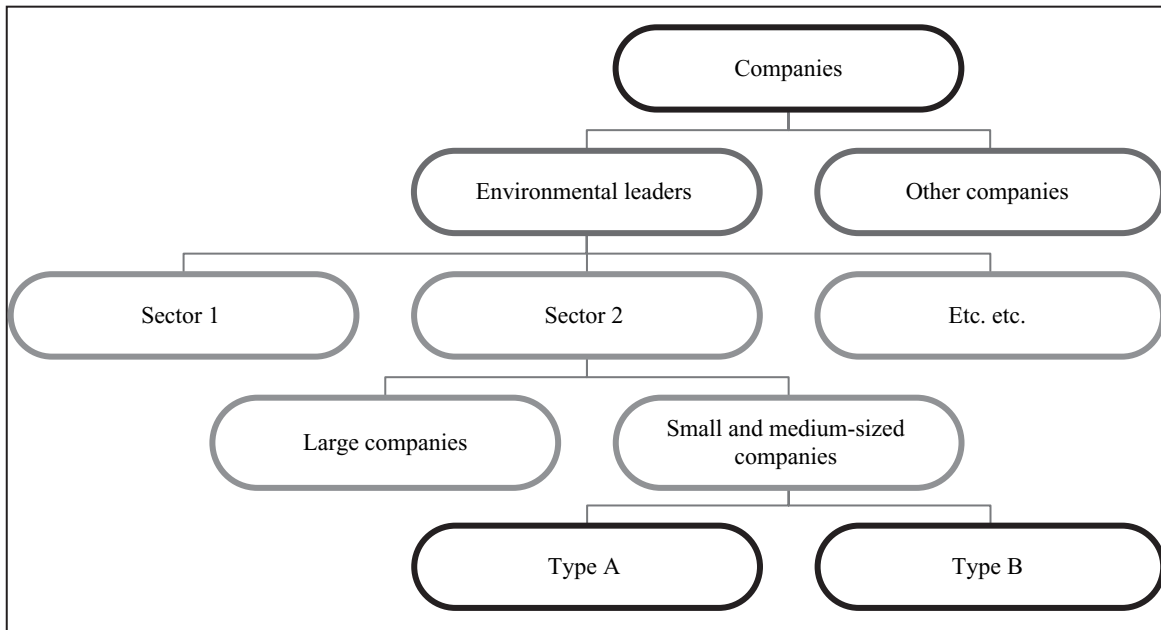 Companies
Environmental leaders
Other companies
Sector 1
Sector 2
Etc. etc.
Large companies
Small and medium-sized
companies
Type A
Type B